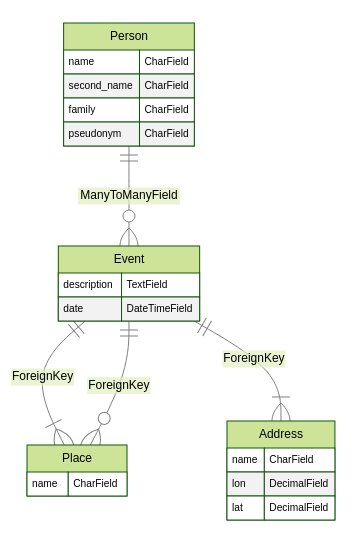 Person
name CharField
second_name CharField
family CharField
pseudonym CharField
ManyToManyField
Event
description TextField
date DateTimeField
ForeignKey
ForeignKey
ForeignKey
Place
name CharField
Address
name CharField
lon DecimalField
lat DecimalField